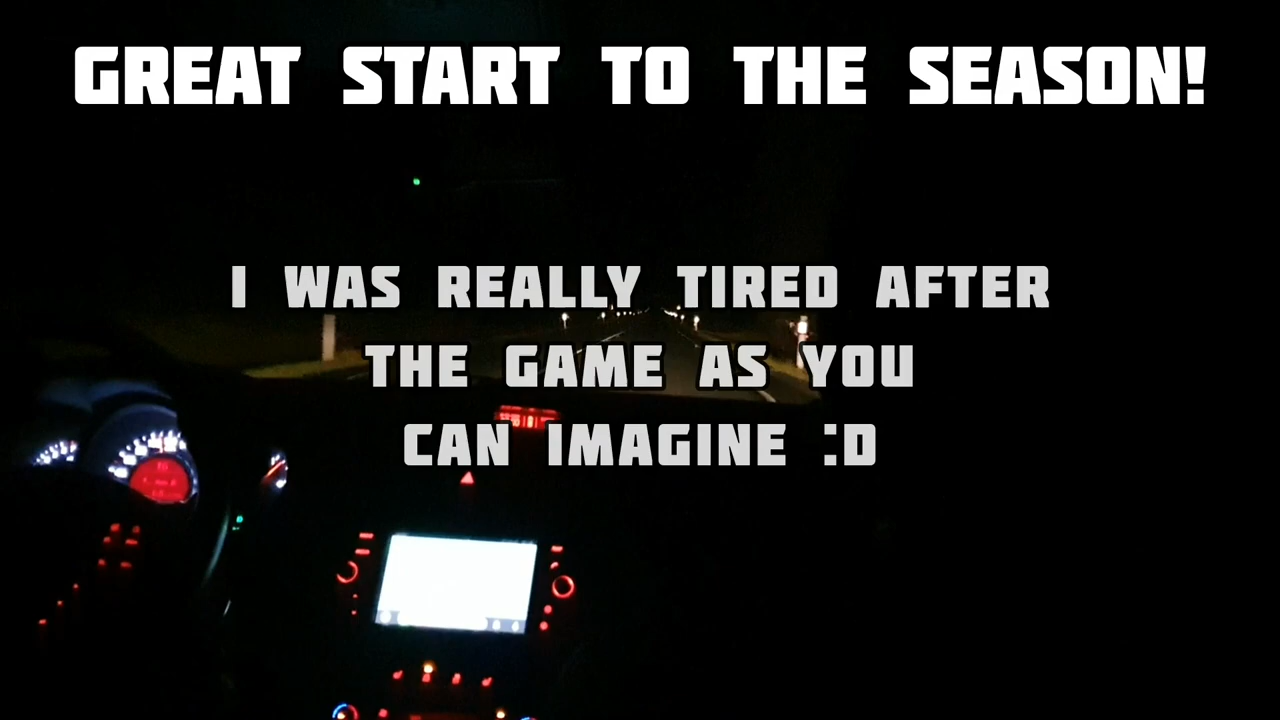 GREAT START TO THE SEASON!
I WAS REALLY TIRED AFTER
THE GAME AS YOU
CAN IMAGINE :D